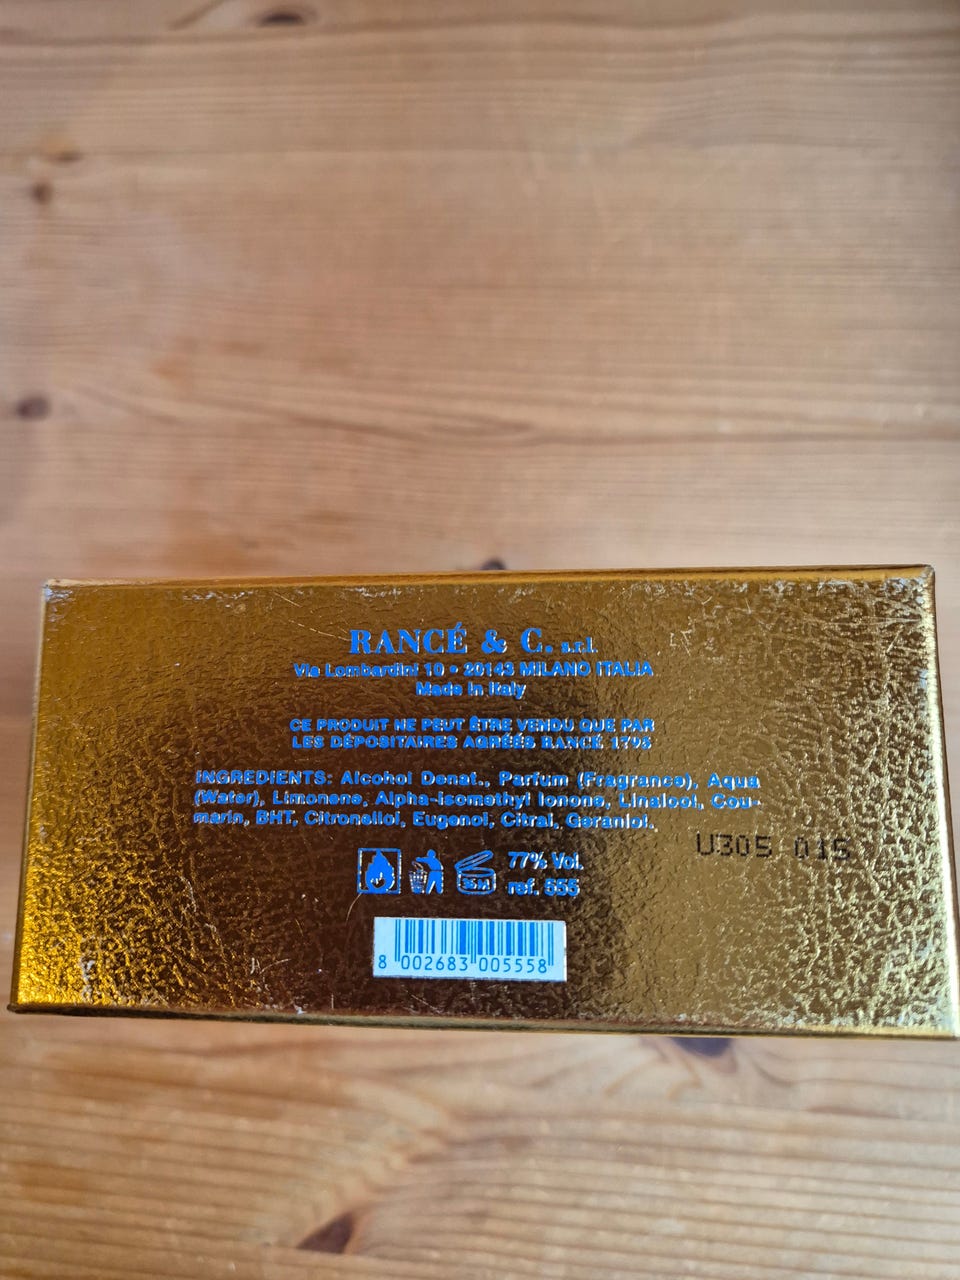 RANCÉ & C. s.r.l.
Via Lombardini 10 • 20143 MILANO ITALIA
Made in Italy
CE PRODUIT NE PEUT ÊTRE VENDU QUE PAR
LES DÉPOSITAIRES AGRÉÉS RANCÉ 1795
INGREDIENTS: Alcohol Denat., Parfum (Fragrance), Aqua
(Water), Limonene, Alpha-isomethyl Ionone, Linalool, Cou-
marin, BHT, Citronellol, Eugenol, Citral, Geraniol.
U305 015
77% Vol.
ref. 555
8 002683 005558